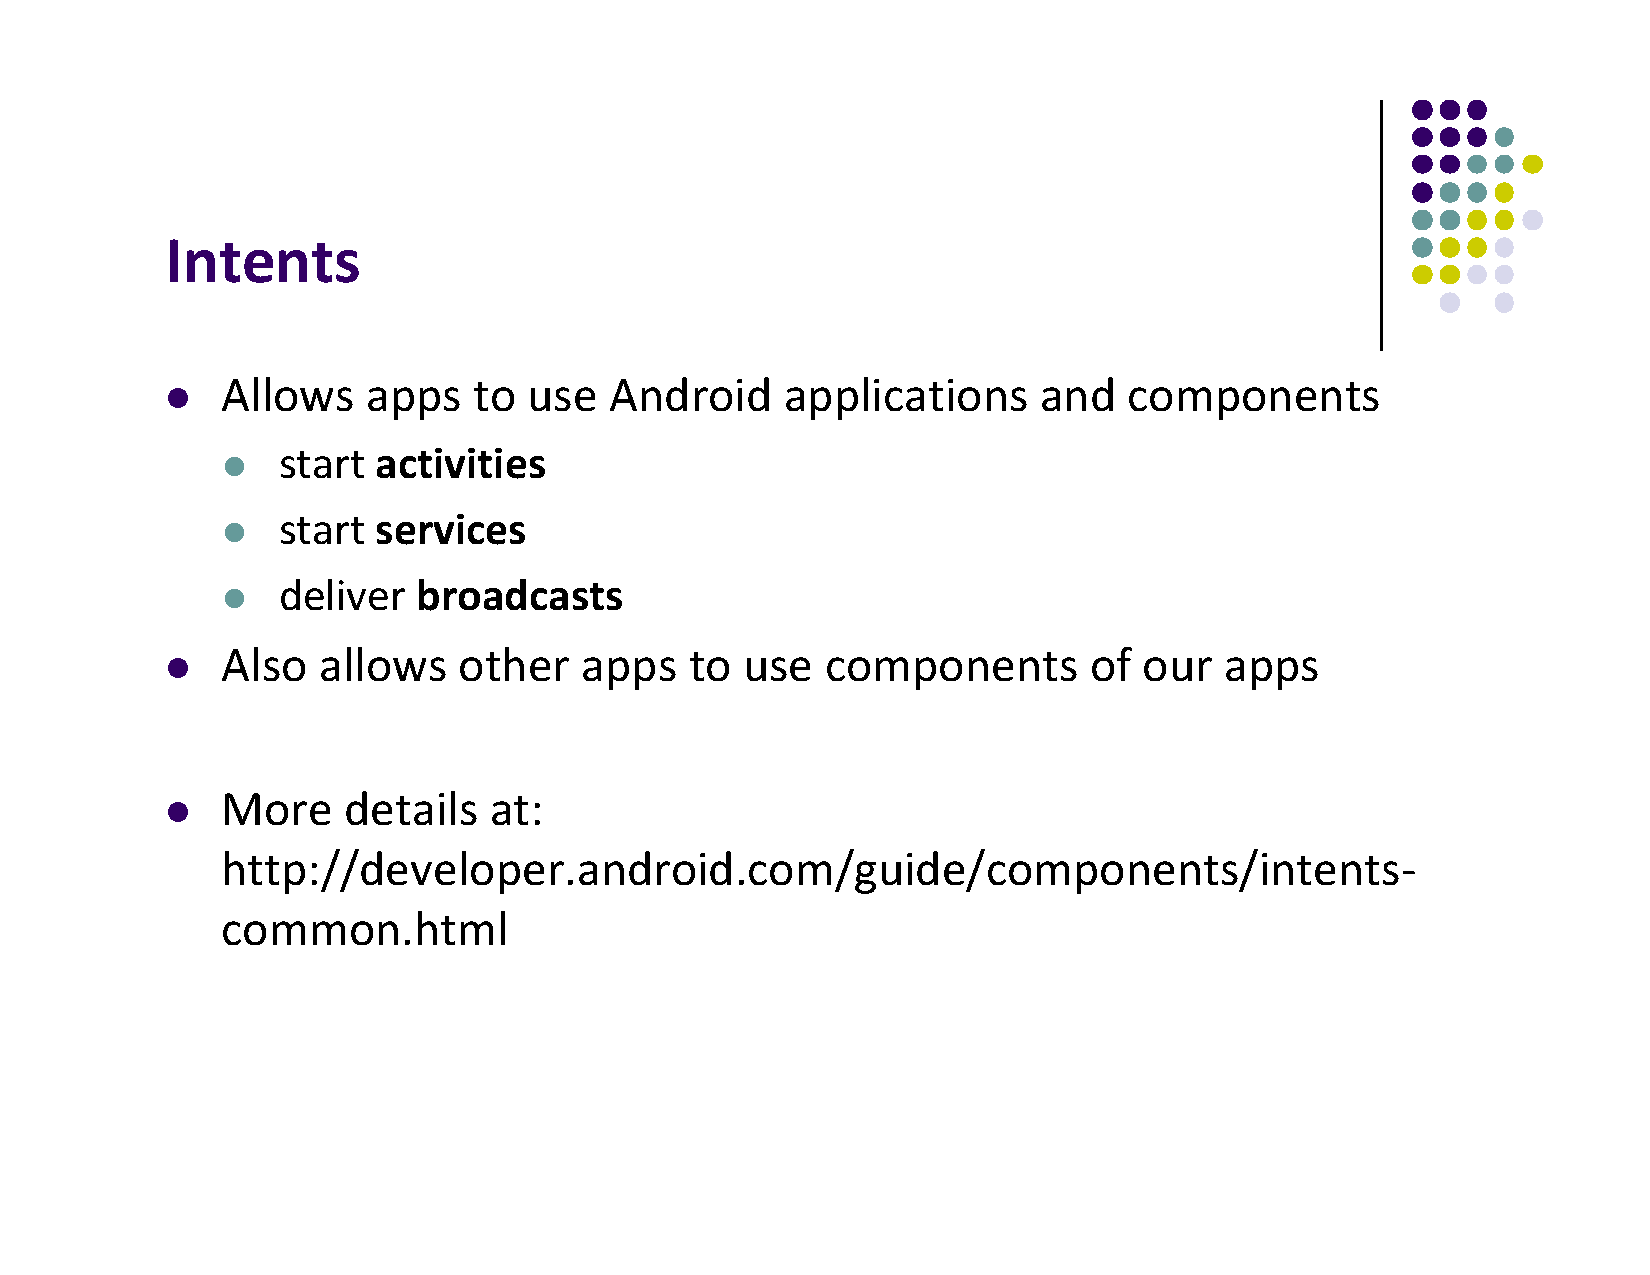 Intents
Allows apps to use Android applications and components
start activities
start services
deliver broadcasts
Also allows other apps to use components of our apps
More details at:
http://developer.android.com/guide/components/intents-
common.html